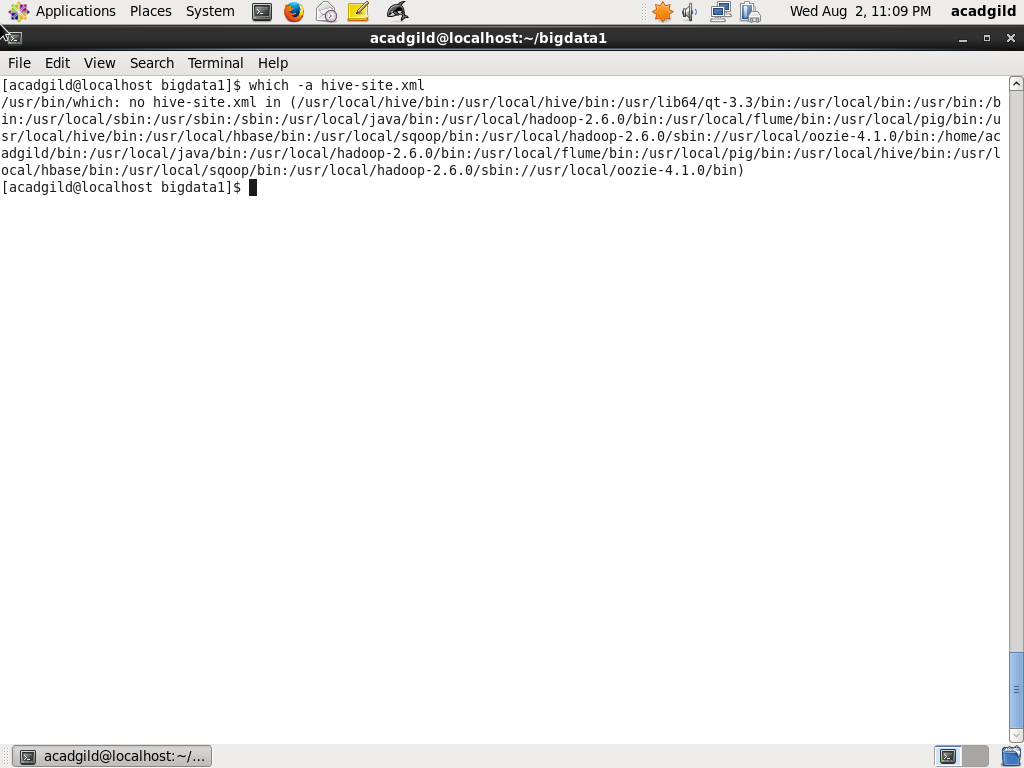 Applications Places System Wed Aug 2, 11:09 PM acadgild
acadgild@localhost:~/bigdata1
File Edit View Search Terminal Help
[acadgild@localhost bigdata1]$ which -a hive-site.xml
/usr/bin/which: no hive-site.xml in (/usr/local/hive/bin:/usr/local/hive/bin:/usr/lib64/qt-3.3/bin:/usr/local/bin:/usr/bin:/b
in:/usr/local/sbin:/usr/sbin:/sbin:/usr/local/java/bin:/usr/local/hadoop-2.6.0/bin:/usr/local/flume/bin:/usr/local/pig/bin:/u
sr/local/hive/bin:/usr/local/hbase/bin:/usr/local/sqoop/bin:/usr/local/hadoop-2.6.0/sbin://usr/local/oozie-4.1.0/bin:/home/ac
adgild/bin:/usr/local/java/bin:/usr/local/hadoop-2.6.0/bin:/usr/local/flume/bin:/usr/local/pig/bin:/usr/local/hive/bin:/usr/l
ocal/hbase/bin:/usr/local/sqoop/bin:/usr/local/hadoop-2.6.0/sbin://usr/local/oozie-4.1.0/bin)
[acadgild@localhost bigdata1]$
acadgild@localhost:~/...